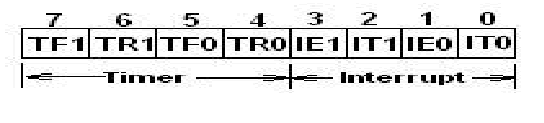 7 6 5 4 3 2 1 0
TF1 TR1 TF0 TR0 IE1 IT1 IE0 IT0
Timer Interrupt